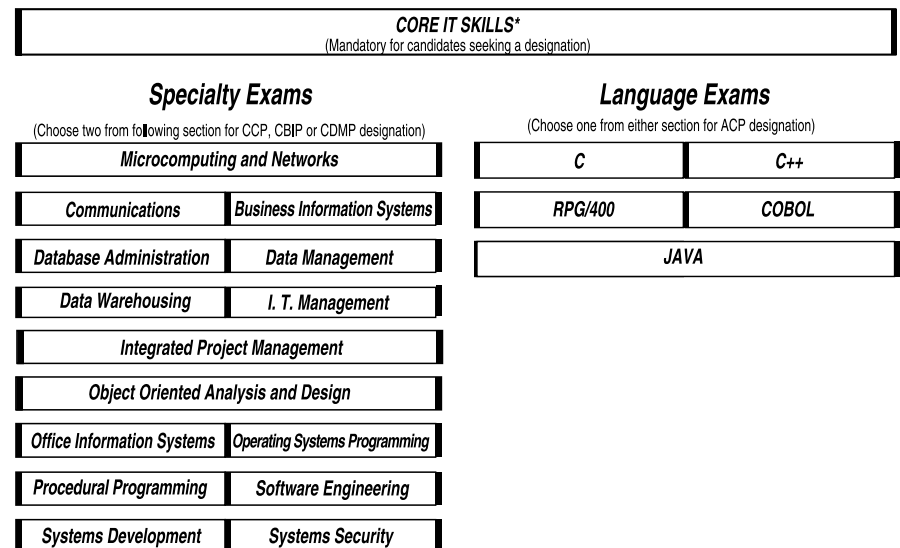 CORE IT SKILLS*
(Mandatory for candidates seeking a designation)
Specialty Exams
(Choose two from following section for CCP, CBIP or CDMP designation)
Microcomputing and Networks
Communications
Business Information Systems
Database Administration
Data Management
Data Warehousing
I. T. Management
Integrated Project Management
Object Oriented Analysis and Design
Office Information Systems
Operating Systems Programming
Procedural Programming
Software Engineering
Systems Development
Systems Security
Language Exams
(Choose one from either section for ACP designation)
C
C++
RPG/400
COBOL
JAVA